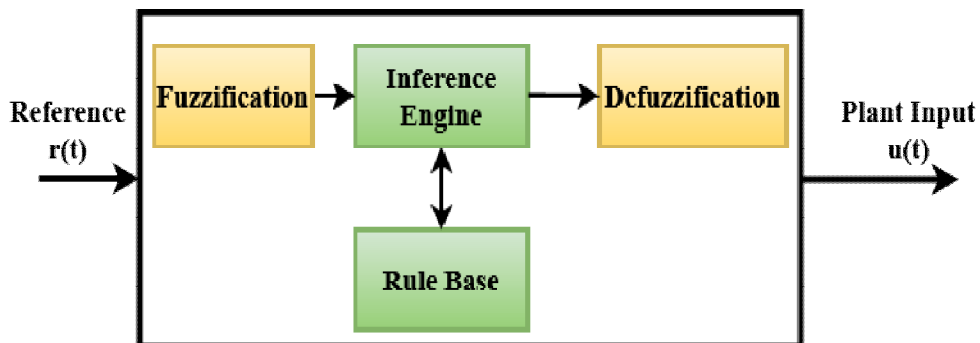 Reference
r(t)
Fuzzification
Inference
Engine
Dcfuzzification
Rule Base
Plant Input
u(t)